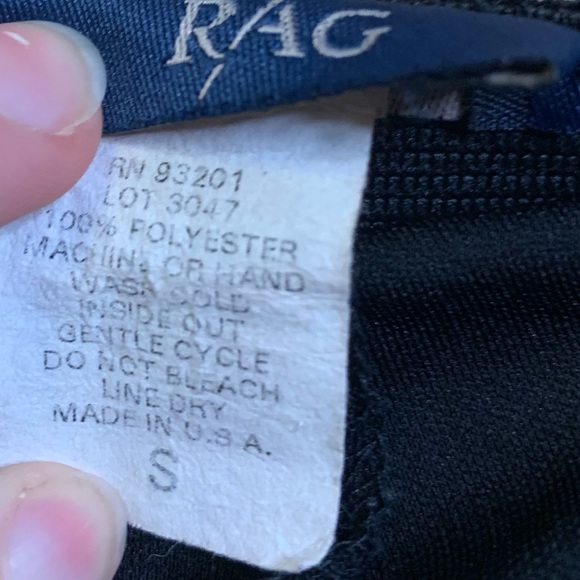 RAG
RN 93201
LOT 3047
100% POLYESTER
MACHINE OR HAND
WASH COLD
INSIDE OUT
GENTLE CYCLE
DO NOT BLEACH
LINE DRY
MADE IN U.S.A.
S